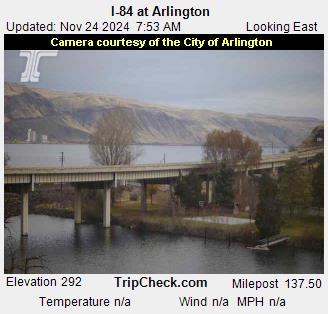 I-84 at Arlington
Updated: Nov 24 2024 7:53 AM Looking East
Camera courtesy of the City of Arlington
Elevation 292 TripCheck.com Milepost 137.50
Temperature n/a Wind n/a MPH n/a